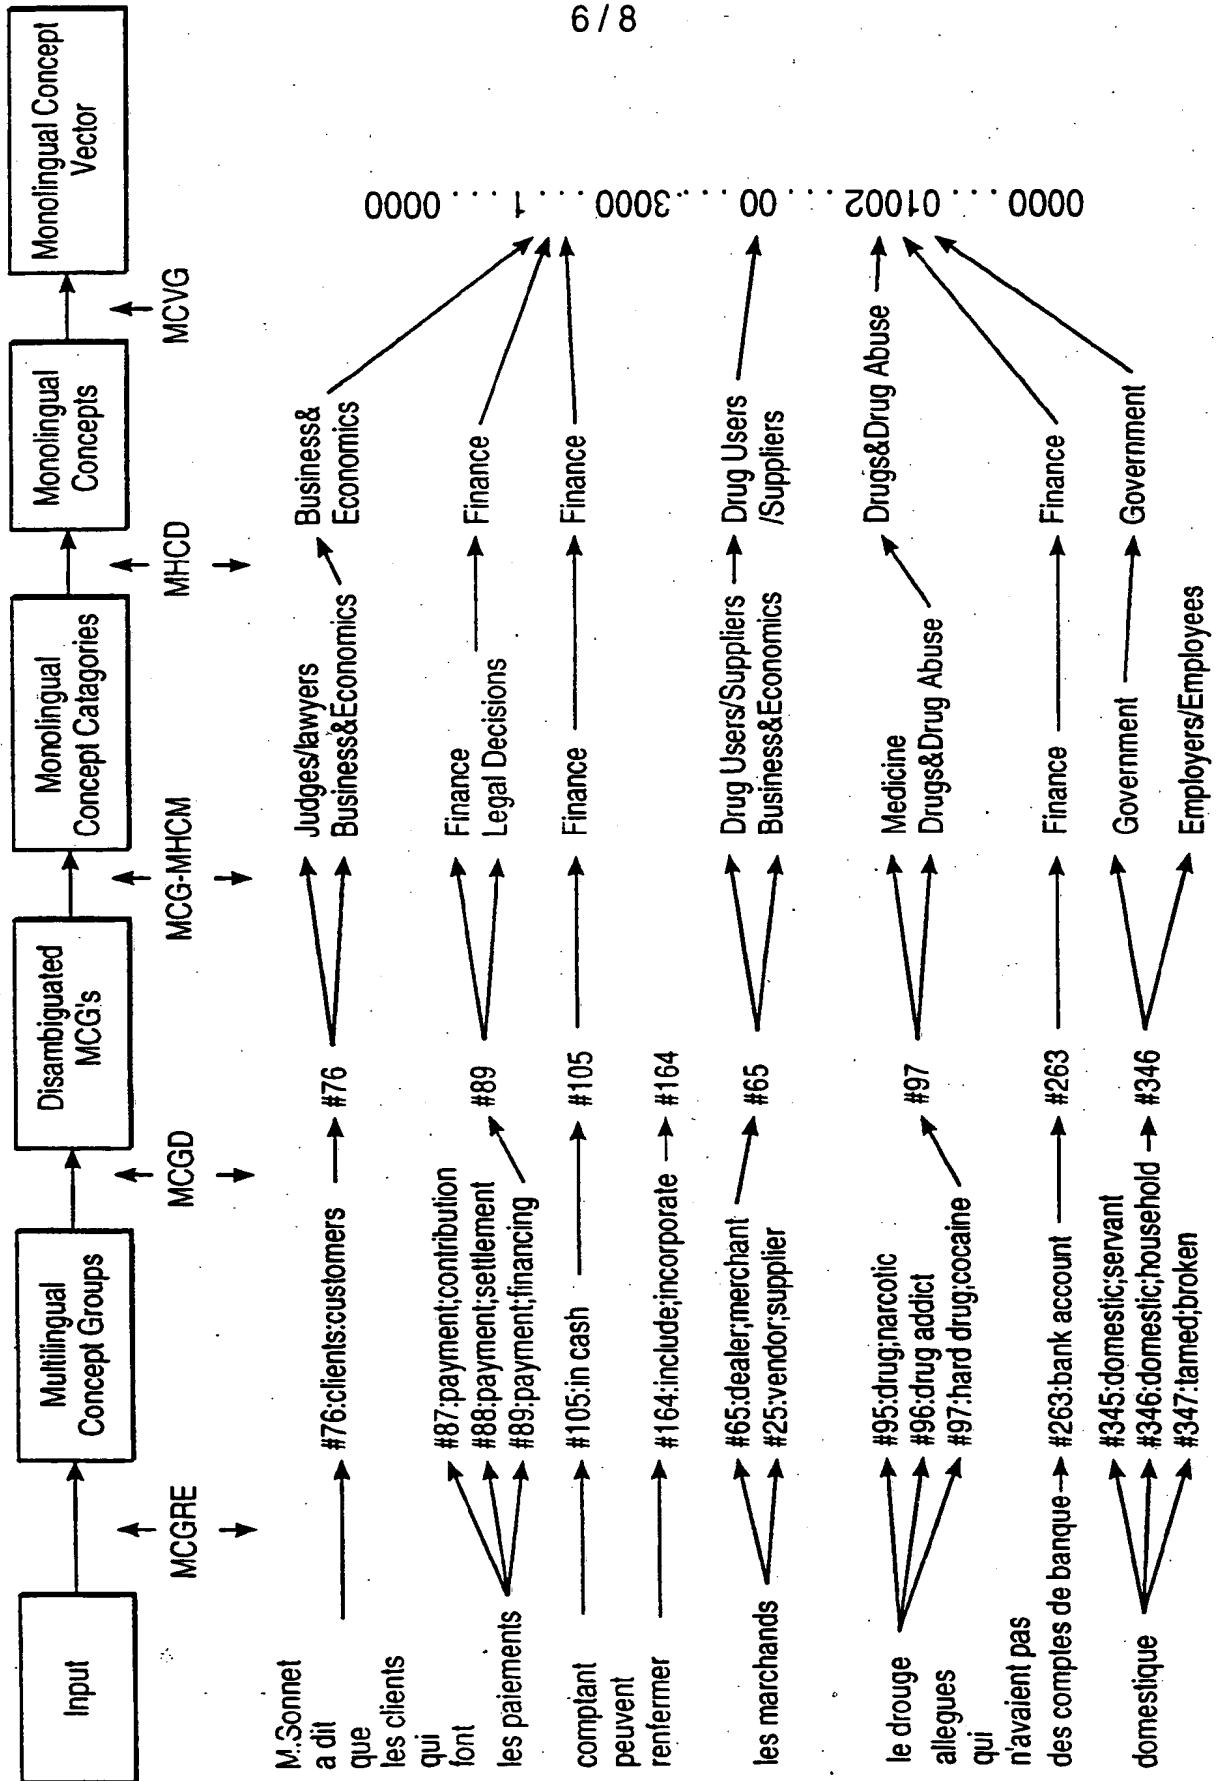 8 / 9
Input
Multilingual
Concept Groups
Disambiguated
MCG's
Monolingual
Concept Catagories
Monolingual
Concepts
Monolingual Concept
Vector
MCGRE
MCGD
MCG-MHCM
MHCD
MCVG
M.Sonnet
a dit
que
les clients
qui
font
les paiements
comptant
peuvent
renfermer
les marchands
le drouge
allegues
qui
n'avaient pas
des comptes de banque
domestique
#76:clients:customers
#87:payment;contribution
#88:payment;settlement
#89:payment;financing
#105:in cash
#164:include;incorporate
#65:dealer;merchant
#25:vendor;supplier
#95:drug;narcotic
#96:drug addict
#97:hard drug;cocaine
#263:bank account
#345:domestic;servant
#346:domestic;household
#347:tamed;broken
#76
#89
#105
#164
#65
#97
#263
#346
Judges/lawyers
Business&Economics
Finance
Legal Decisions
Finance
Drug Users/Suppliers
Business&Economics
Medicine
Drugs&Drug Abuse
Finance
Government
Employers/Employees
Business&
Economics
Finance
Finance
Drug Users
/Suppliers
Drugs&Drug Abuse
Finance
Government
0000 . . . . 1 . . . . 3000 . . . . 00 . . . . 01002 01002 . . . . 0000